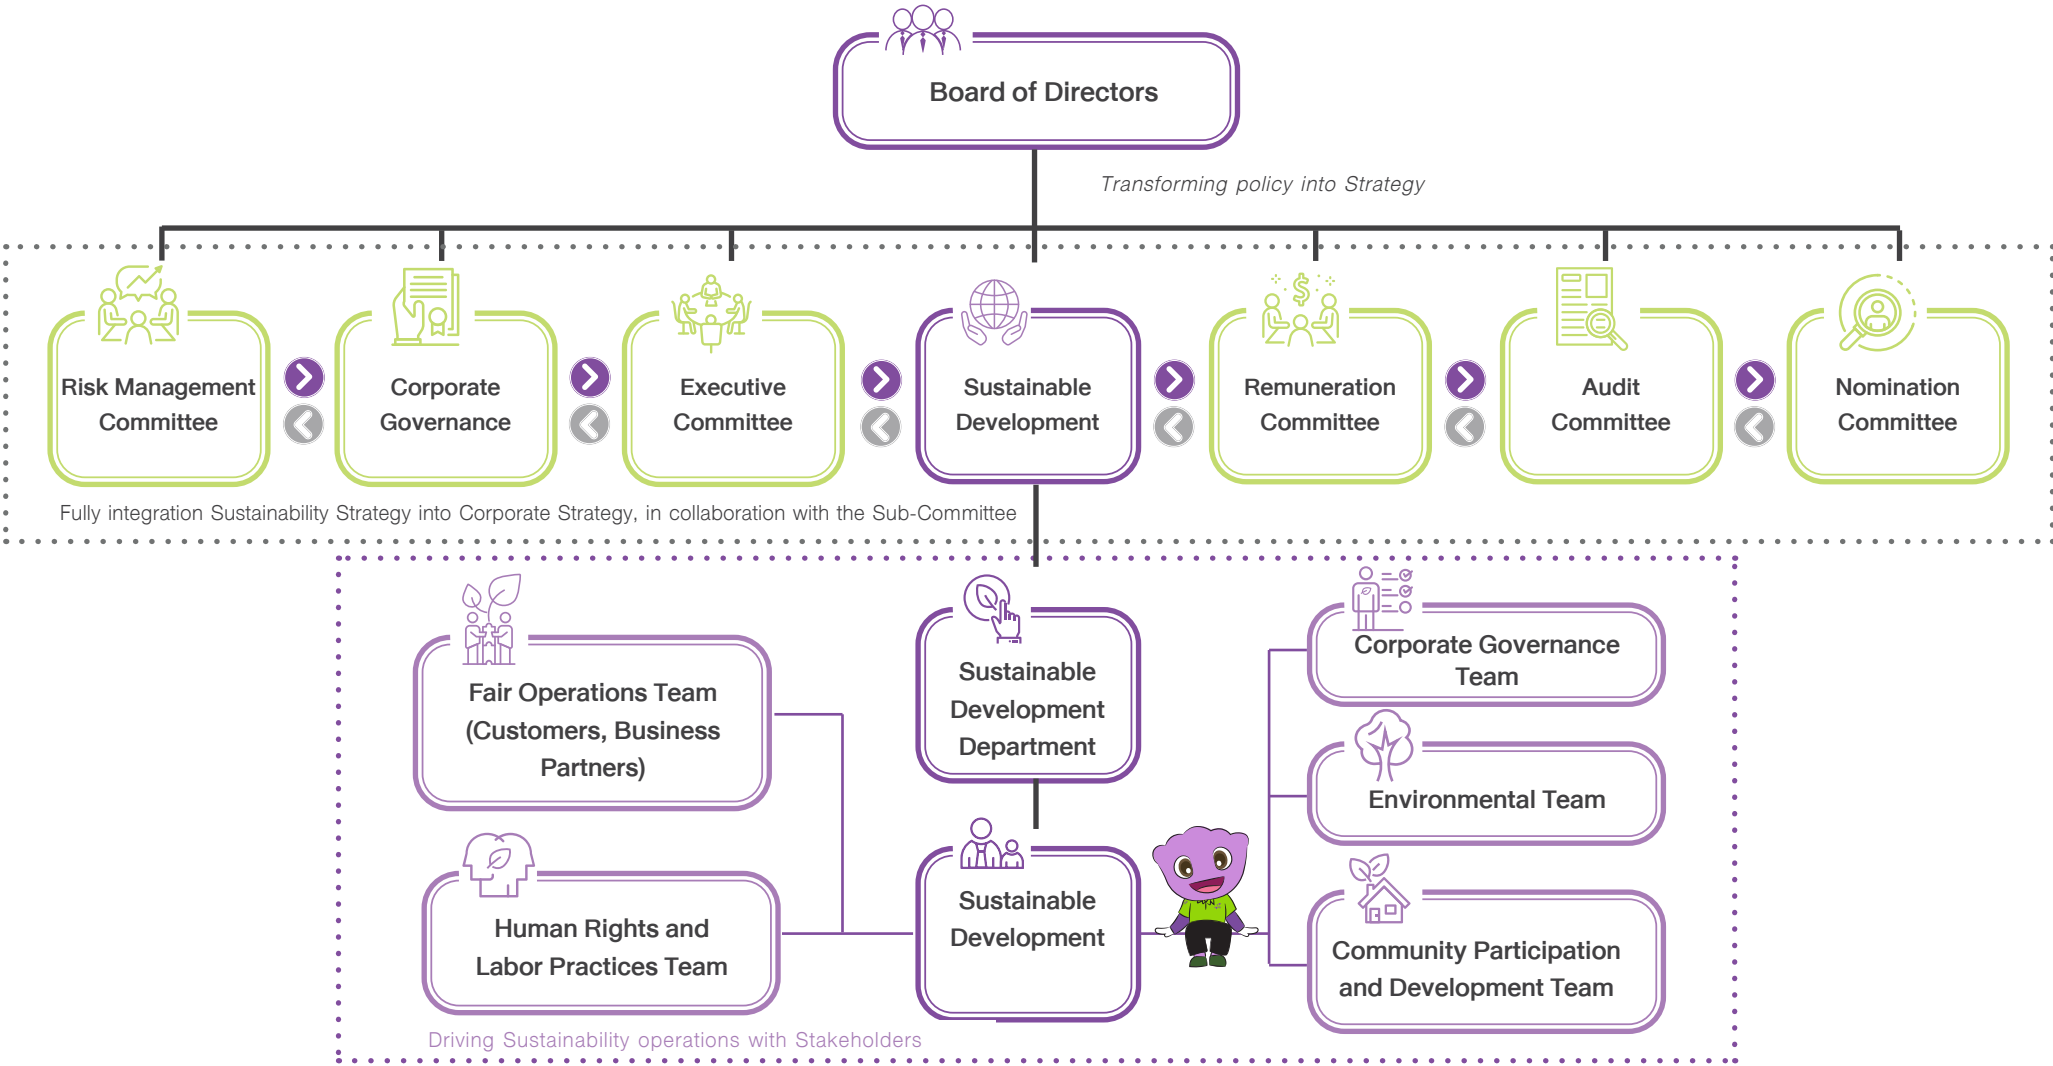 Board of Directors
Transforming policy into Strategy
Risk Management
Committee
Corporate
Governance
Executive
Committee
Sustainable
Development
Remuneration
Committee
Audit
Committee
Nomination
Committee
Fully integration Sustainability Strategy into Corporate Strategy, in collaboration with the Sub-Committee
Fair Operations Team
(Customers, Business
Partners)
Human Rights and
Labor Practices Team
Sustainable
Development
Department
Sustainable
Development
Corporate Governance
Team
Environmental Team
Community Participation
and Development Team
Driving Sustainability operations with Stakeholders